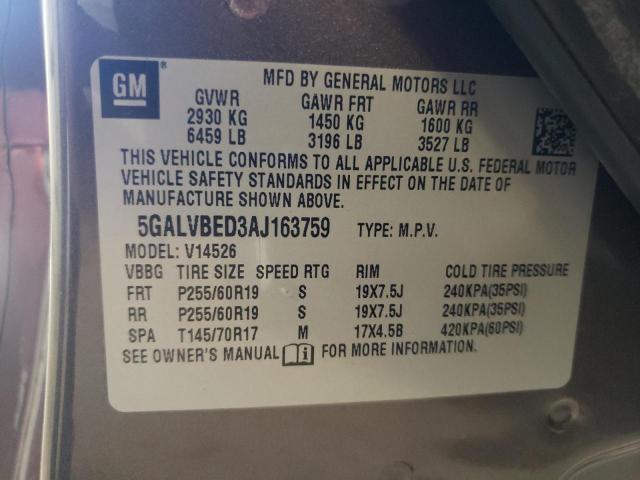 GM ®
MFD BY GENERAL MOTORS LLC
GVWR GAWR FRT GAWR RR
2930 KG 1450 KG 1600 KG
6459 LB 3196 LB 3527 LB
THIS VEHICLE CONFORMS TO ALL APPLICABLE U.S. FEDERAL MOTOR
VEHICLE SAFETY STANDARDS IN EFFECT ON THE DATE OF
MANUFACTURE SHOWN ABOVE.
5GALVBED3AJ163759 TYPE: M.P.V.
MODEL: V14526
VBBG TIRE SIZE SPEED RTG RIM COLD TIRE PRESSURE
FRT P255/60R19 S 19X7.5J 240KPA(35PSI)
RR P255/60R19 S 19X7.5J 240KPA(35PSI)
SPA T145/70R17 M 17X4.5B 420KPA(60PSI)
SEE OWNER'S MANUAL FOR MORE INFORMATION.